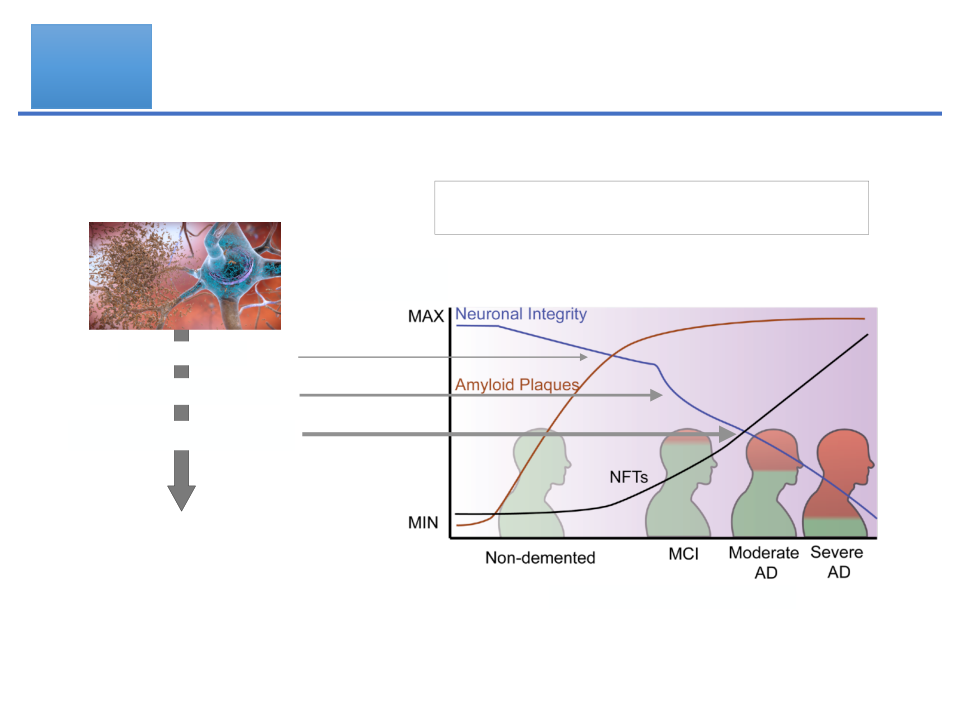 MAX
Neuronal Integrity
Amyloid Plaques
NFTs
MIN
Non-demented
MCI
Moderate
AD
Severe
AD